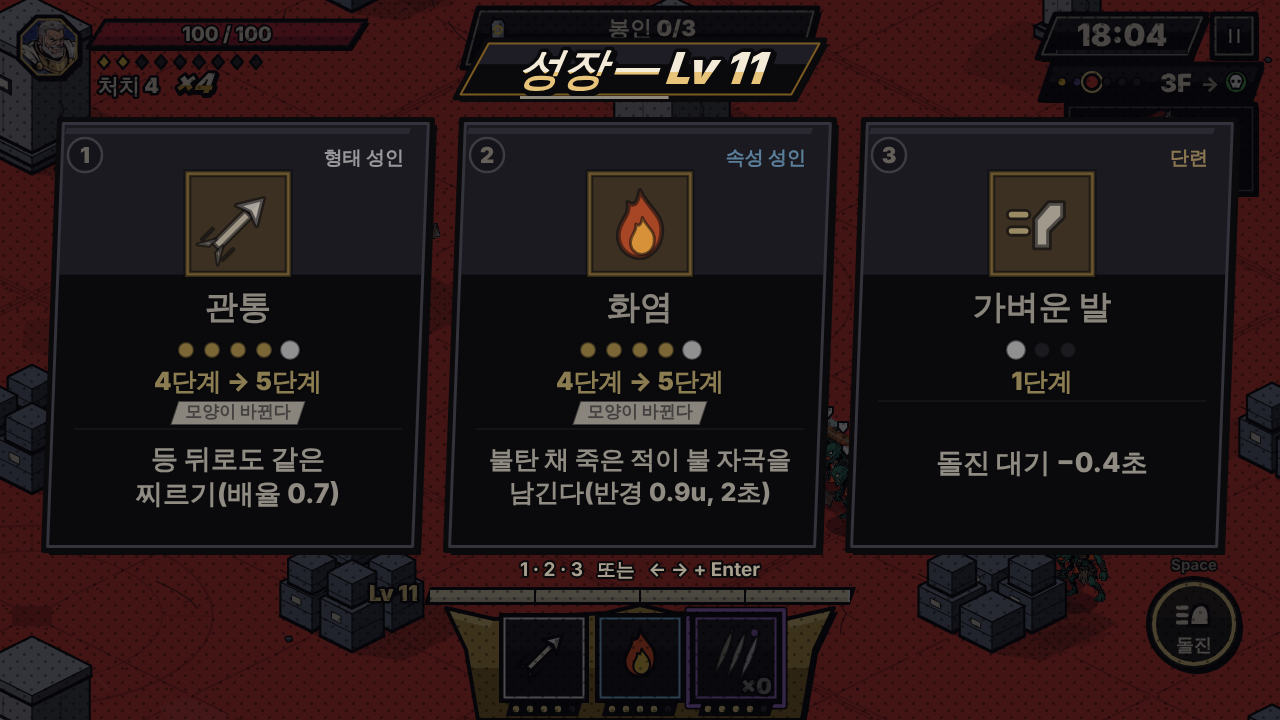 100 / 100
처치 4 ×4
봉인 0/3
성장 — Lv 11
18:04
3F →
1
형태 성인
관통
4단계 → 5단계
모양이 바뀐다
등 뒤로도 같은
찌르기(배율 0.7)
2
속성 성인
화염
4단계 → 5단계
모양이 바뀐다
불탄 채 죽은 적이 불 자국을
남긴다(반경 0.9u, 2초)
3
단련
가벼운 발
1단계
돌진 대기 −0.4초
1 · 2 · 3 또는 ← → + Enter
Lv 11
×0
Space
돌진